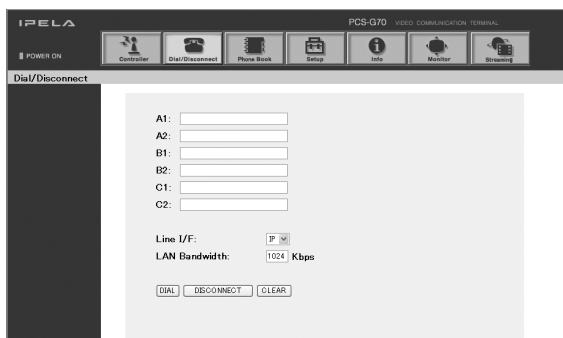 IPELA
PCS-G70 VIDEO COMMUNICATION TERMINAL
POWER ON
Controller
Dial/Disconnect
Phone Book
Setup
Info
Monitor
Streaming
Dial/Disconnect
A1:
A2:
B1:
B2:
C1:
C2:
Line I/F: IP
LAN Bandwidth: 1024 Kbps
DIAL DISCONNECT CLEAR